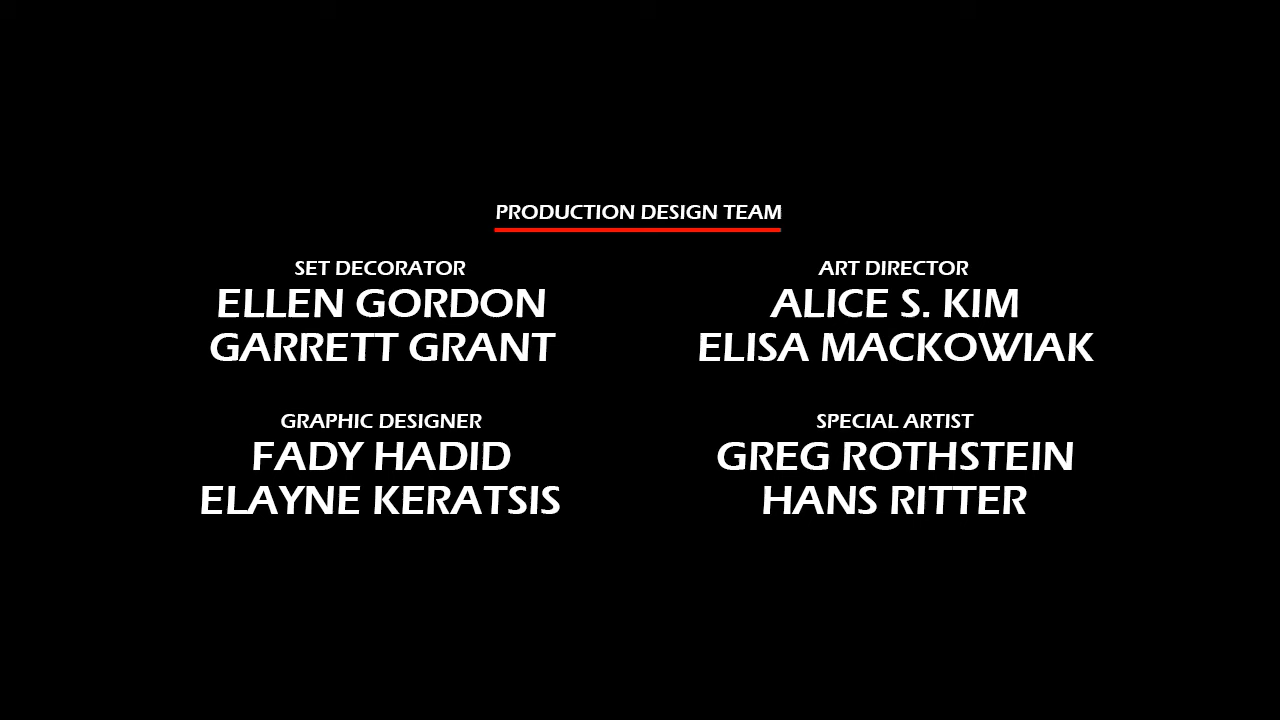 PRODUCTION DESIGN TEAM
SET DECORATOR
ELLEN GORDON
GARRETT GRANT
ART DIRECTOR
ALICE S. KIM
ELISA MACKOWIAK
GRAPHIC DESIGNER
FADY HADID
ELAYNE KERATSIS
SPECIAL ARTIST
GREG ROTHSTEIN
HANS RITTER